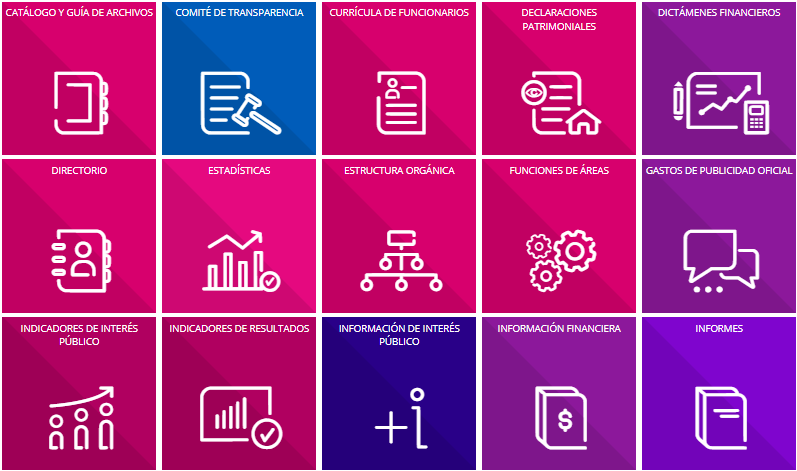 CATÁLOGO Y GUÍA DE ARCHIVOS
COMITÉ DE TRANSPARENCIA
CURRÍCULA DE FUNCIONARIOS
DECLARACIONES
PATRIMONIALES
DICTÁMENES FINANCIEROS
DIRECTORIO
ESTADÍSTICAS
ESTRUCTURA ORGÁNICA
FUNCIONES DE ÁREAS
GASTOS DE PUBLICIDAD OFICIAL
INDICADORES DE INTERÉS
PÚBLICO
INDICADORES DE RESULTADOS
INFORMACIÓN DE INTERÉS
PÚBLICO
INFORMACIÓN FINANCIERA
INFORMES